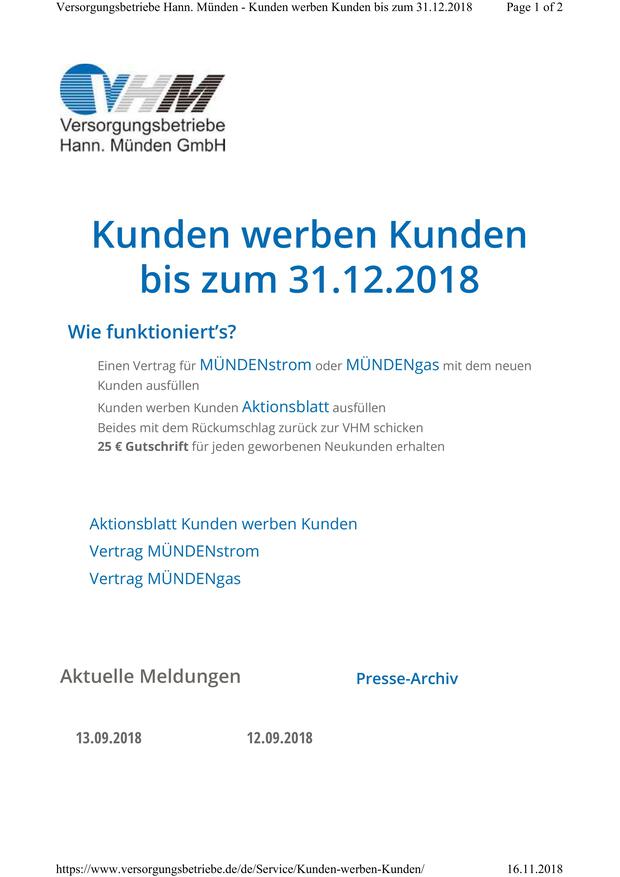 Versorgungsbetriebe Hann. Münden - Kunden werben Kunden bis zum 31.12.2018 Page 1 of 2
VHM
Versorgungsbetriebe
Hann. Münden GmbH
Kunden werben Kunden
bis zum 31.12.2018
Wie funktioniert’s?
Einen Vertrag für MÜNDENstrom oder MÜNDENgas mit dem neuen
Kunden ausfüllen
Kunden werben Kunden Aktionsblatt ausfüllen
Beides mit dem Rückumschlag zurück zur VHM schicken
25 € Gutschrift für jeden geworbenen Neukunden erhalten
Aktionsblatt Kunden werben Kunden
Vertrag MÜNDENstrom
Vertrag MÜNDENgas
Aktuelle Meldungen Presse-Archiv
13.09.2018 12.09.2018
https://www.versorgungsbetriebe.de/de/Service/Kunden-werben-Kunden/ 16.11.2018